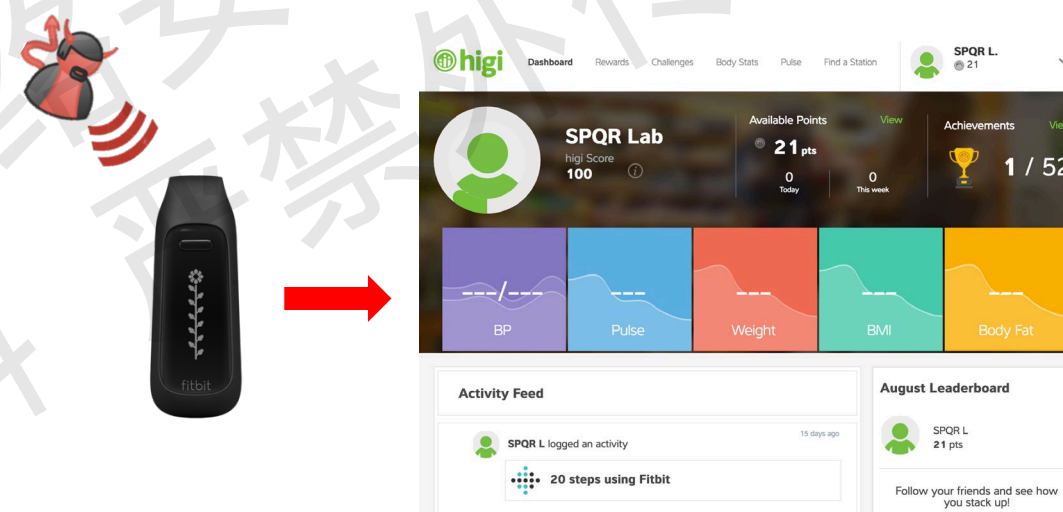 fitbit
higi
Dashboard Rewards Challenges Body Stats Pulse Find a Station
SPQR L.
21
SPQR Lab
higi Score
100
Available Points View
21 pts
0 0
Today This week
Achievements
1 / 52
---/--- --- --- --- ---
BP Pulse Weight BMI Body Fat
Activity Feed
15 days ago
SPQR L logged an activity
20 steps using Fitbit
August Leaderboard
SPQR L
21 pts
Follow your friends and see how
you stack up!
严禁外